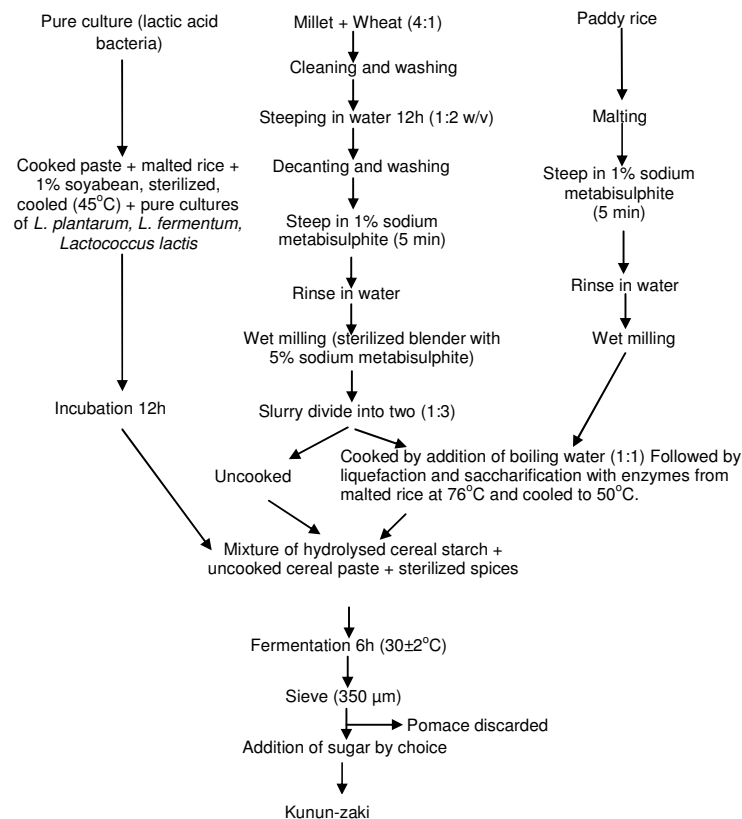 Pure culture (lactic acid
bacteria)
Cooked paste + malted rice +
1% soyabean, sterilized,
cooled (45°C) + pure cultures
of L. plantarum, L. fermentum,
Lactococcus lactis
Incubation 12h
Millet + Wheat (4:1)
Cleaning and washing
Steeping in water 12h (1:2 w/v)
Decanting and washing
Steep in 1% sodium
metabisulphite (5 min)
Rinse in water
Wet milling (sterilized blender with
5% sodium metabisulphite)
Slurry divide into two (1:3)
Uncooked
Paddy rice
Malting
Steep in 1% sodium
metabisulphite
(5 min)
Rinse in water
Wet milling
Cooked by addition of boiling water (1:1) Followed by
liquefaction and saccharification with enzymes from
malted rice at 76°C and cooled to 50°C.
Mixture of hydrolysed cereal starch +
uncooked cereal paste + sterilized spices
Fermentation 6h (30±2°C)
Sieve (350 µm)
Pomace discarded
Addition of sugar by choice
Kunun-zaki